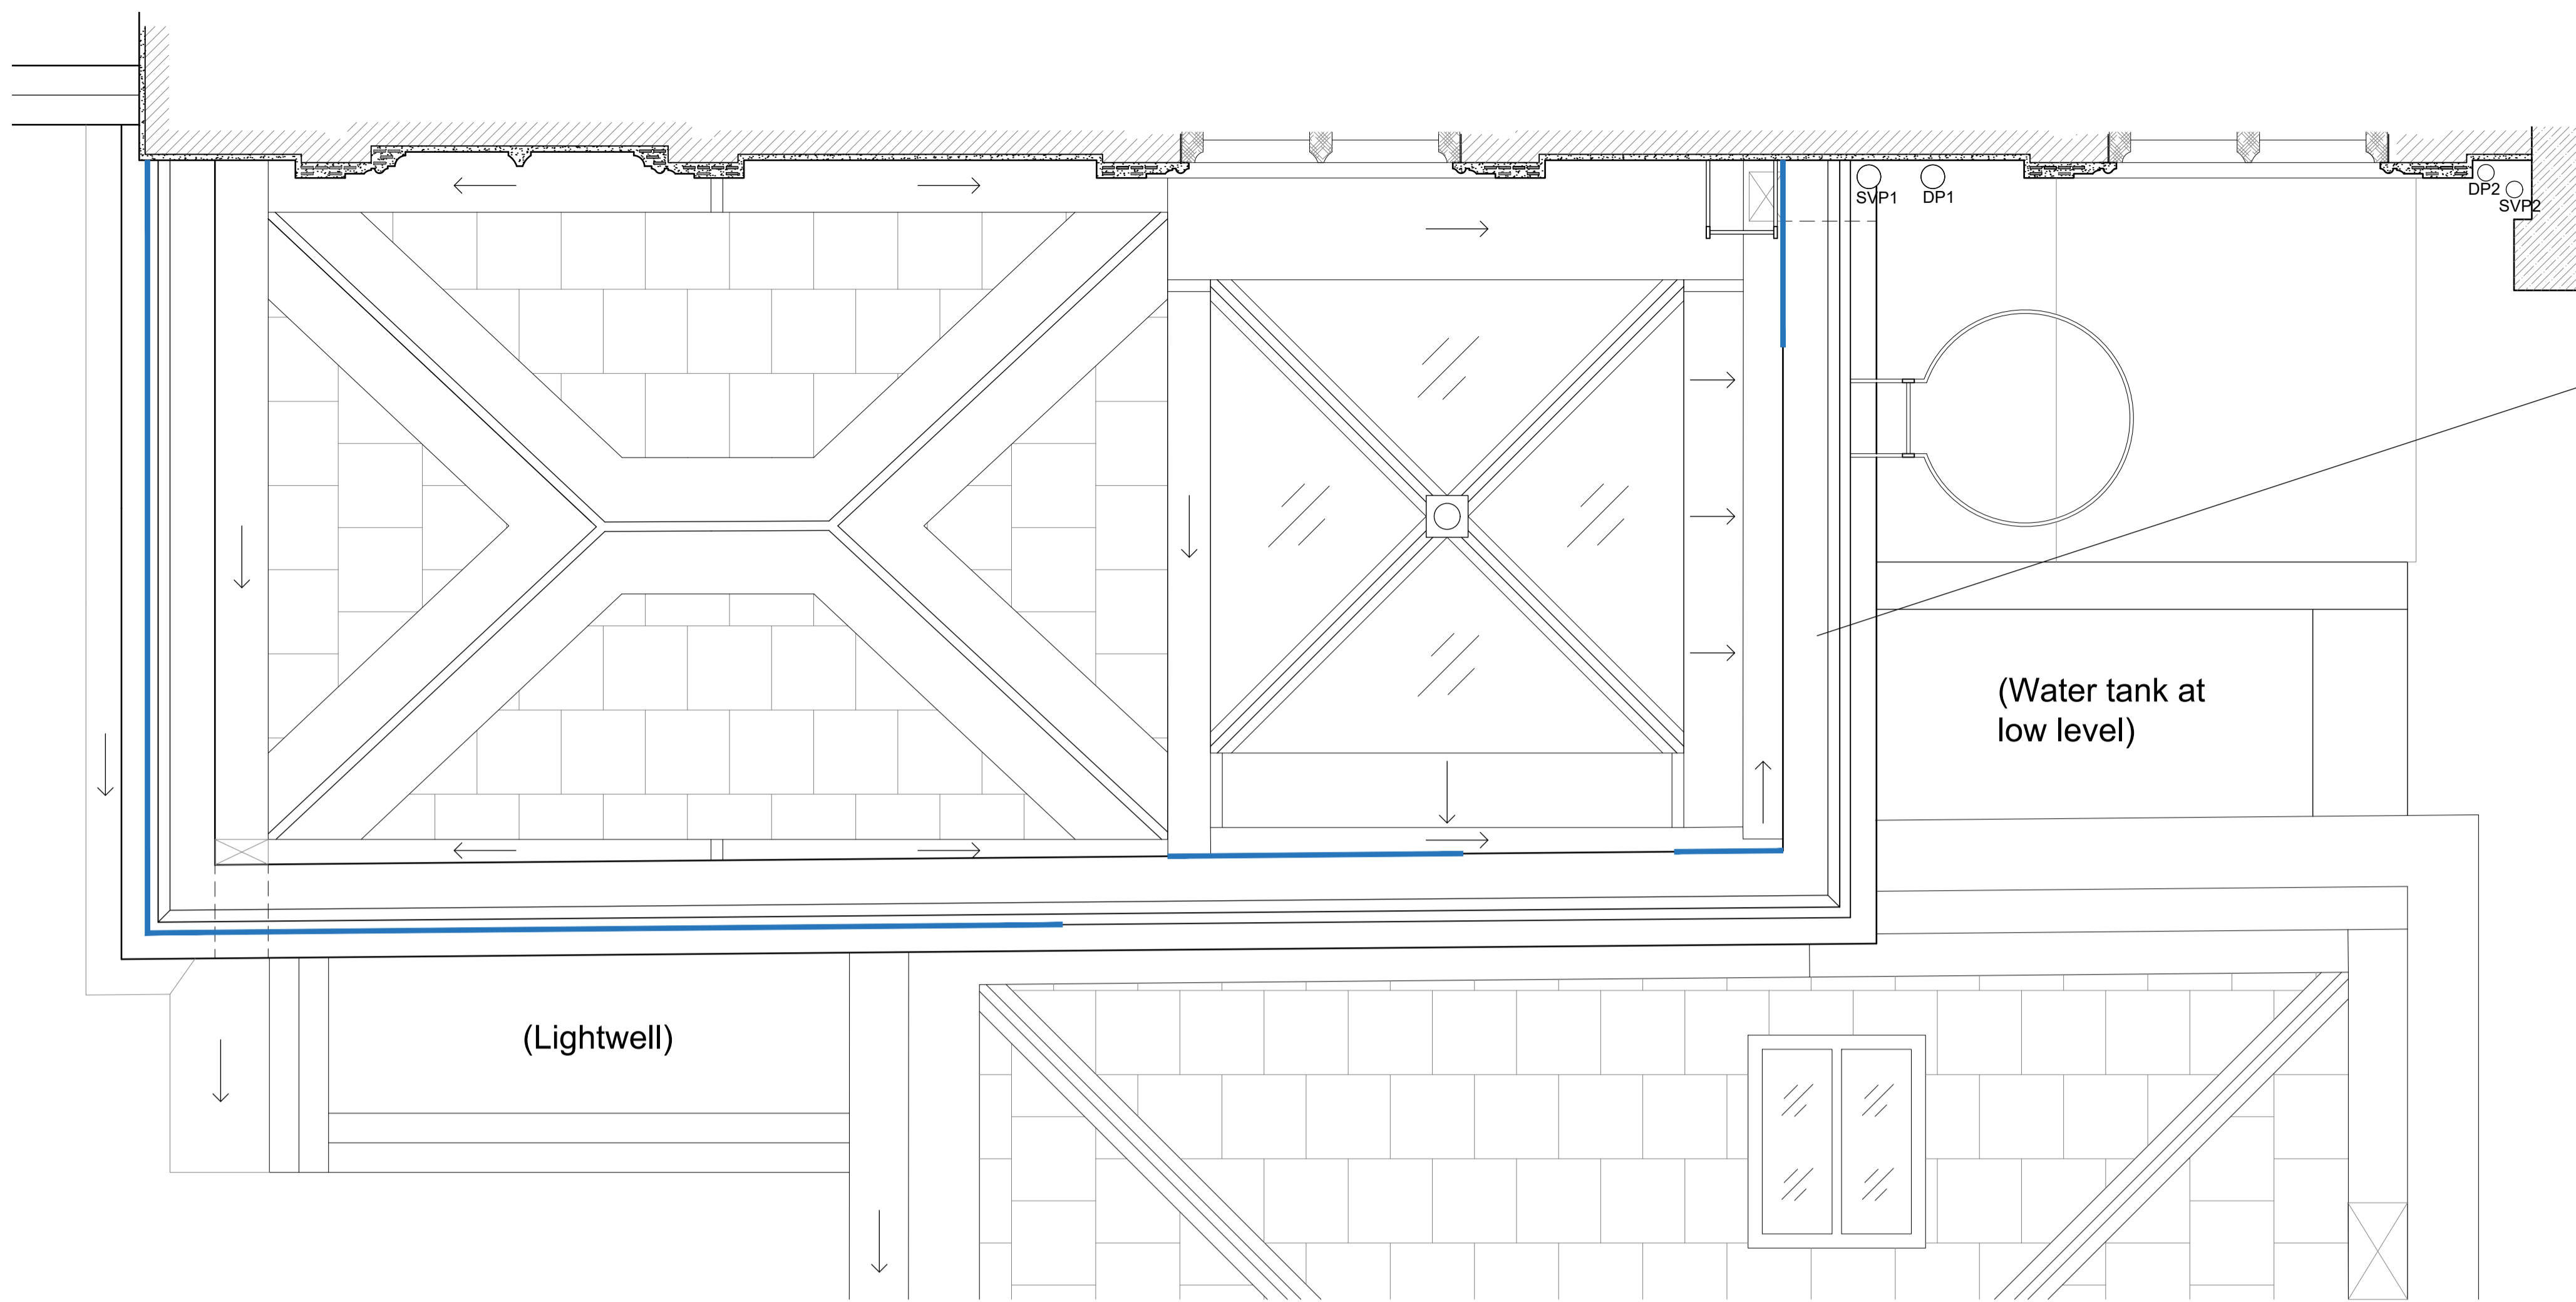 SVP1
DP1
DP2
SVP2
(Water tank at
low level)
(Lightwell)